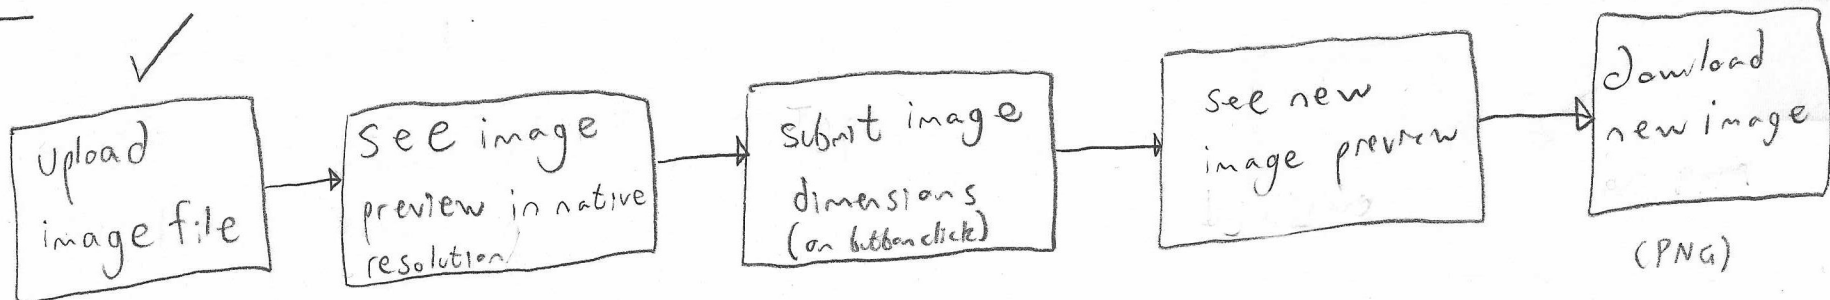 upload
image file
see image
preview in native
resolution
submit image
dimensions
(on button click)
see new
image preview
download
new image
(PNG)